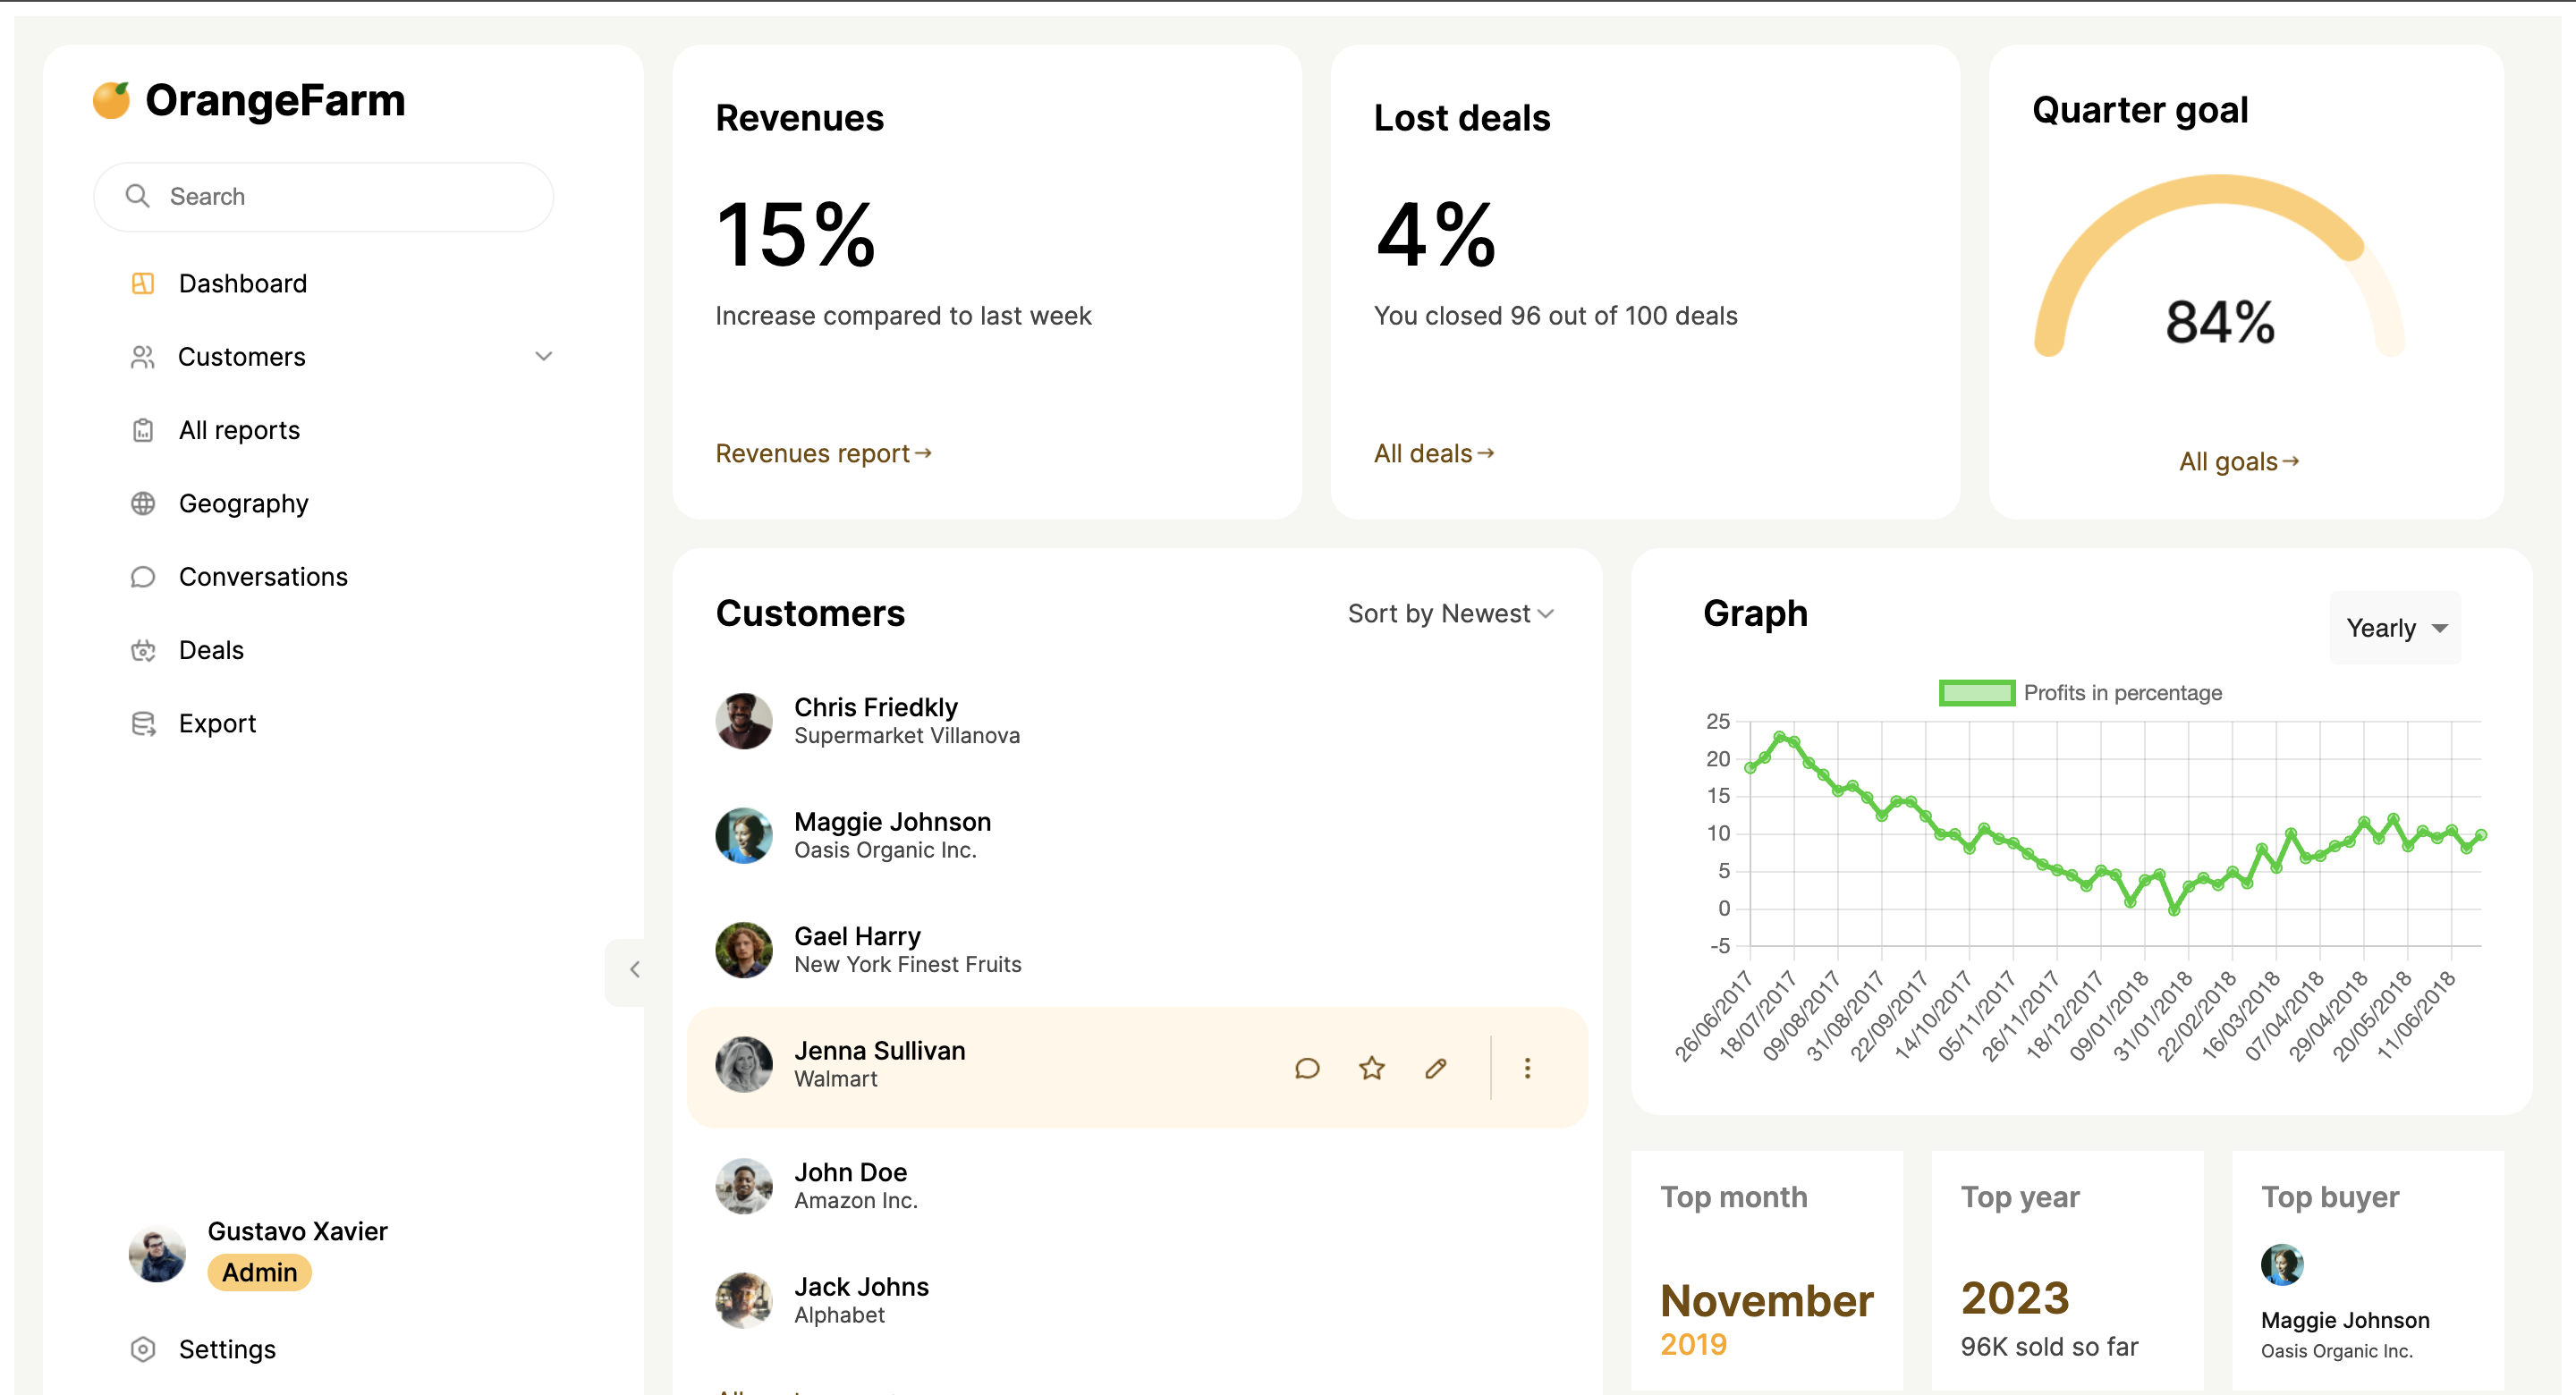 OrangeFarm
Search
Dashboard
Customers
All reports
Geography
Conversations
Deals
Export
Gustavo Xavier
Admin
Settings
Revenues
15%
Increase compared to last week
Revenues report→
Lost deals
4%
You closed 96 out of 100 deals
All deals→
Quarter goal
84%
All goals→
Customers
Sort by Newest
Chris Friedkly
Supermarket Villanova
Maggie Johnson
Oasis Organic Inc.
Gael Harry
New York Finest Fruits
Jenna Sullivan
Walmart
John Doe
Amazon Inc.
Jack Johns
Alphabet
Graph
Yearly
Profits in percentage
25
20
15
10
5
0
-5
26/06/2017
18/07/2017
09/08/2017
31/08/2017
22/09/2017
14/10/2017
05/11/2017
26/11/2017
18/12/2017
09/01/2018
31/01/2018
22/02/2018
16/03/2018
07/04/2018
29/04/2018
20/05/2018
11/06/2018
Top month
November
2019
Top year
2023
96K sold so far
Top buyer
Maggie Johnson
Oasis Organic Inc.